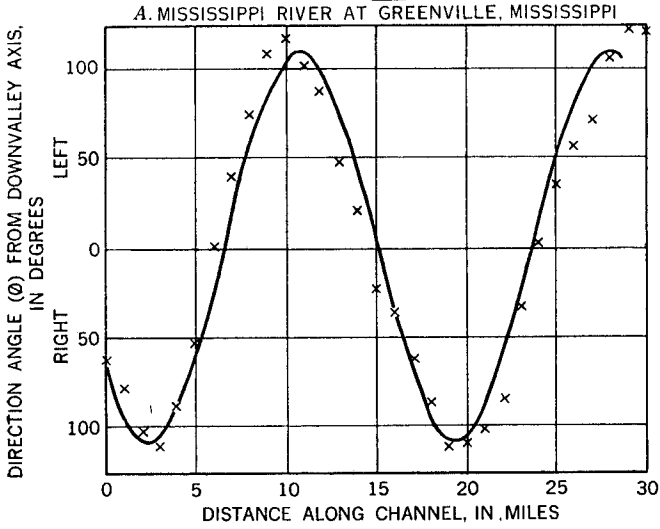 A. MISSISSIPPI RIVER AT GREENVILLE, MISSISSIPPI
DIRECTION ANGLE (Ø) FROM DOWNVALLEY AXIS,
IN DEGREES
LEFT
RIGHT
100
50
0
50
100
0 5 10 15 20 25 30
DISTANCE ALONG CHANNEL, IN MILES